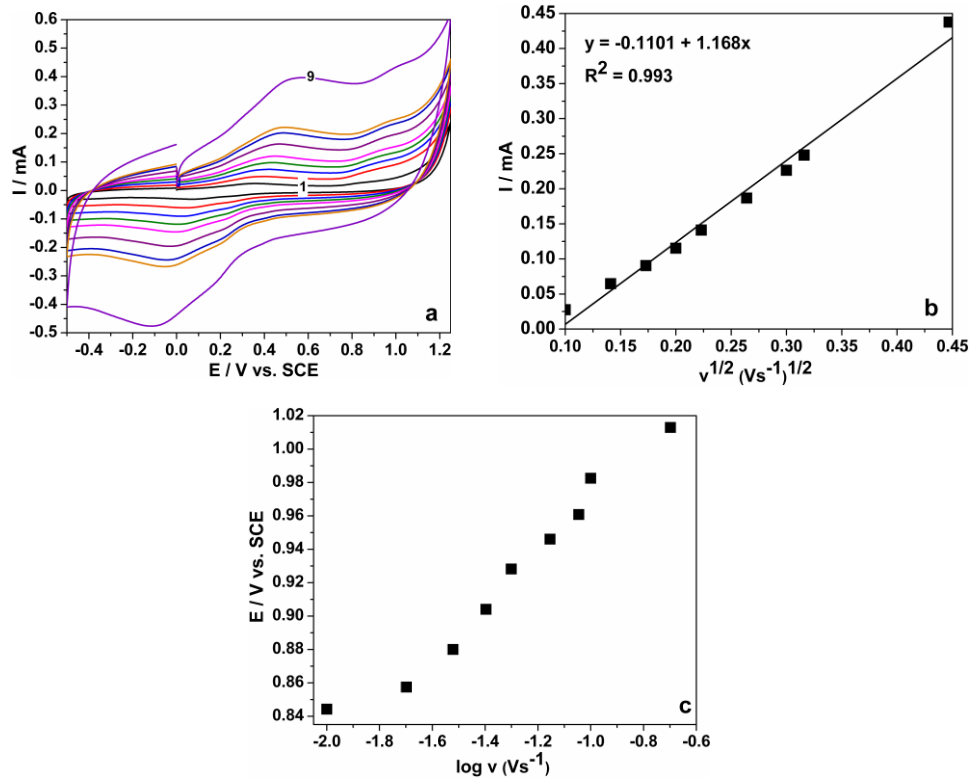 0.6
0.5
0.4
0.3
0.2
0.1
0.0
-0.1
-0.2
-0.3
-0.4
-0.5
I / mA
9
1
a
-0.4 -0.2 0.0 0.2 0.4 0.6 0.8 1.0 1.2
E / V vs. SCE
0.45
0.40
0.35
0.30
0.25
0.20
0.15
0.10
0.05
0.00
I / mA
y = -0.1101 + 1.168x
R² = 0.993
b
0.10 0.15 0.20 0.25 0.30 0.35 0.40 0.45
v^1/2 (Vs^-1)^1/2
1.02
1.00
0.98
0.96
0.94
0.92
0.90
0.88
0.86
0.84
E / V vs. SCE
c
-2.0 -1.8 -1.6 -1.4 -1.2 -1.0 -0.8 -0.6
log v (Vs^-1)